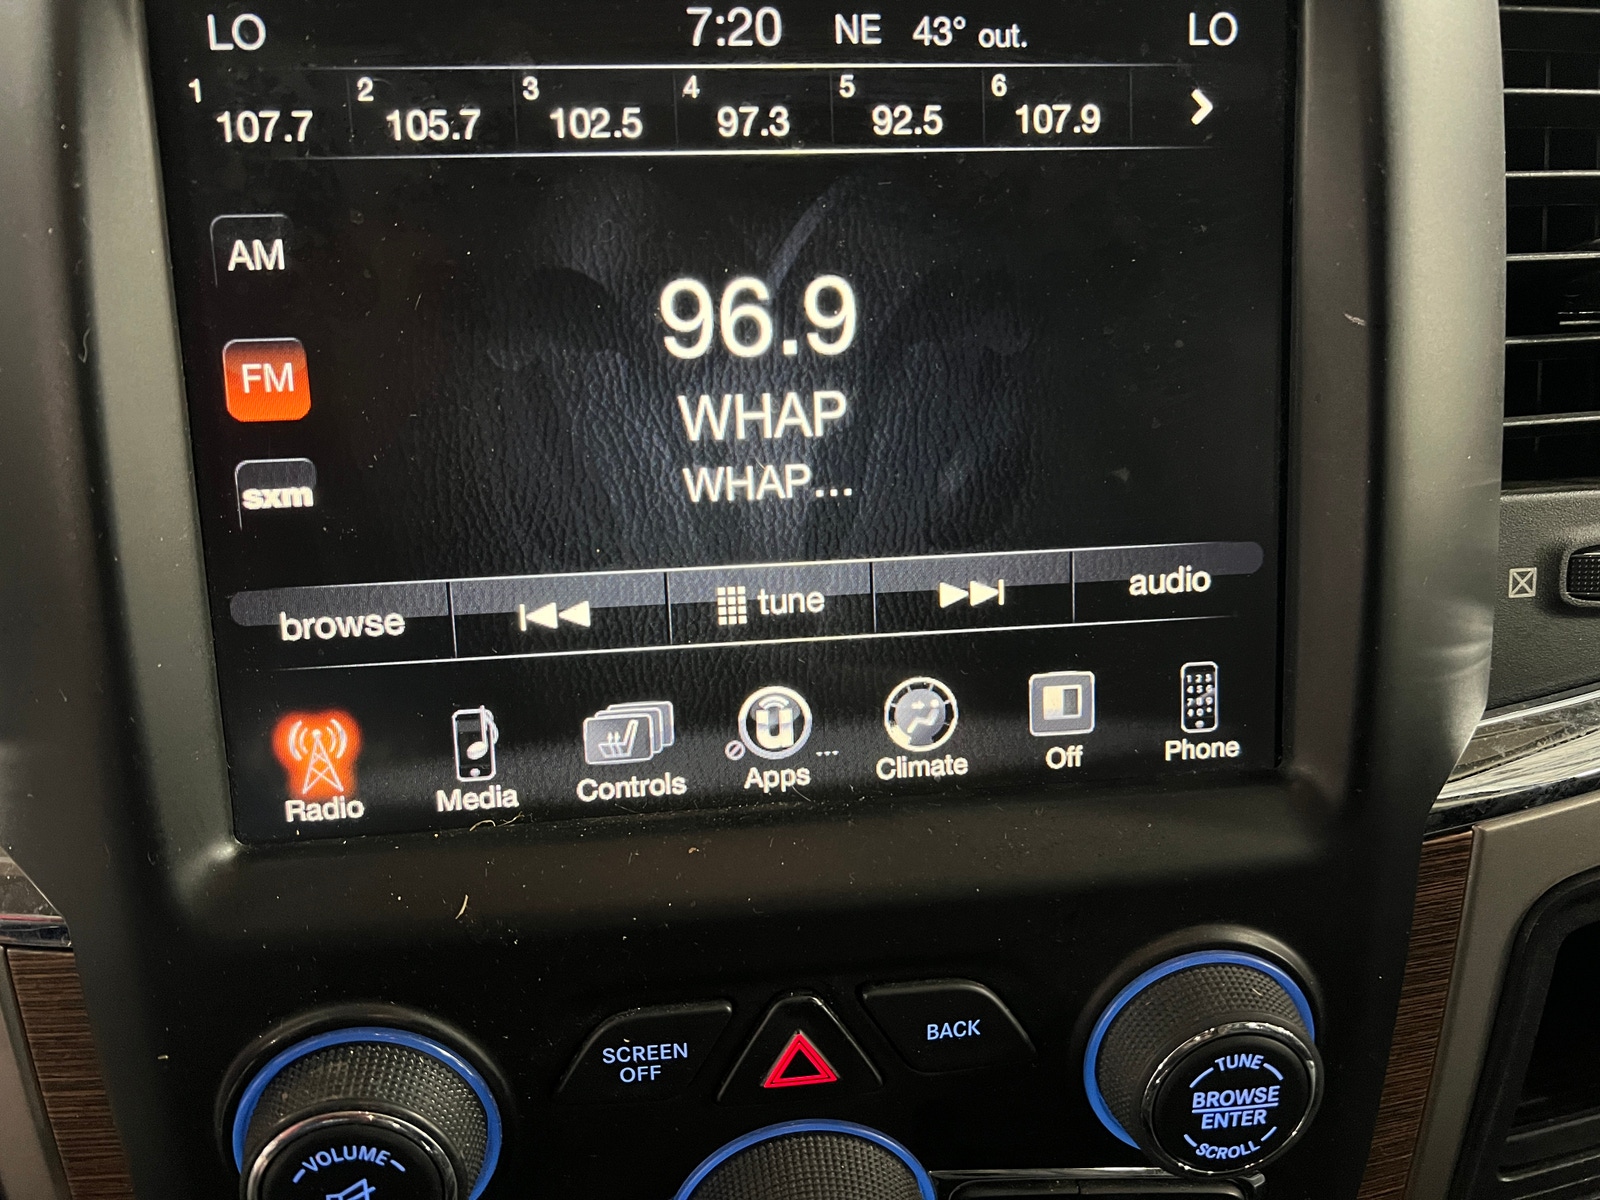 LO 7:20 NE 43° out. LO
1 107.7 2 105.7 3 102.5 4 97.3 5 92.5 6 107.9
AM
96.9
FM
WHAP
sxm
WHAP...
browse tune audio
Radio Media Controls Apps ... Climate Off Phone
SCREEN OFF
BACK
TUNE
BROWSE
ENTER
SCROLL
VOLUME